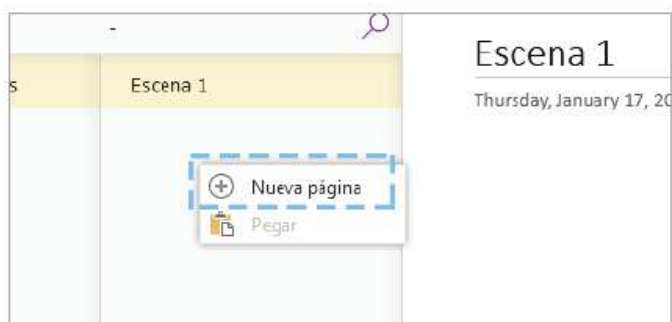 -
Escena 1
s
Escena 1
Thursday, January 17, 20
Nueva página
Pegar